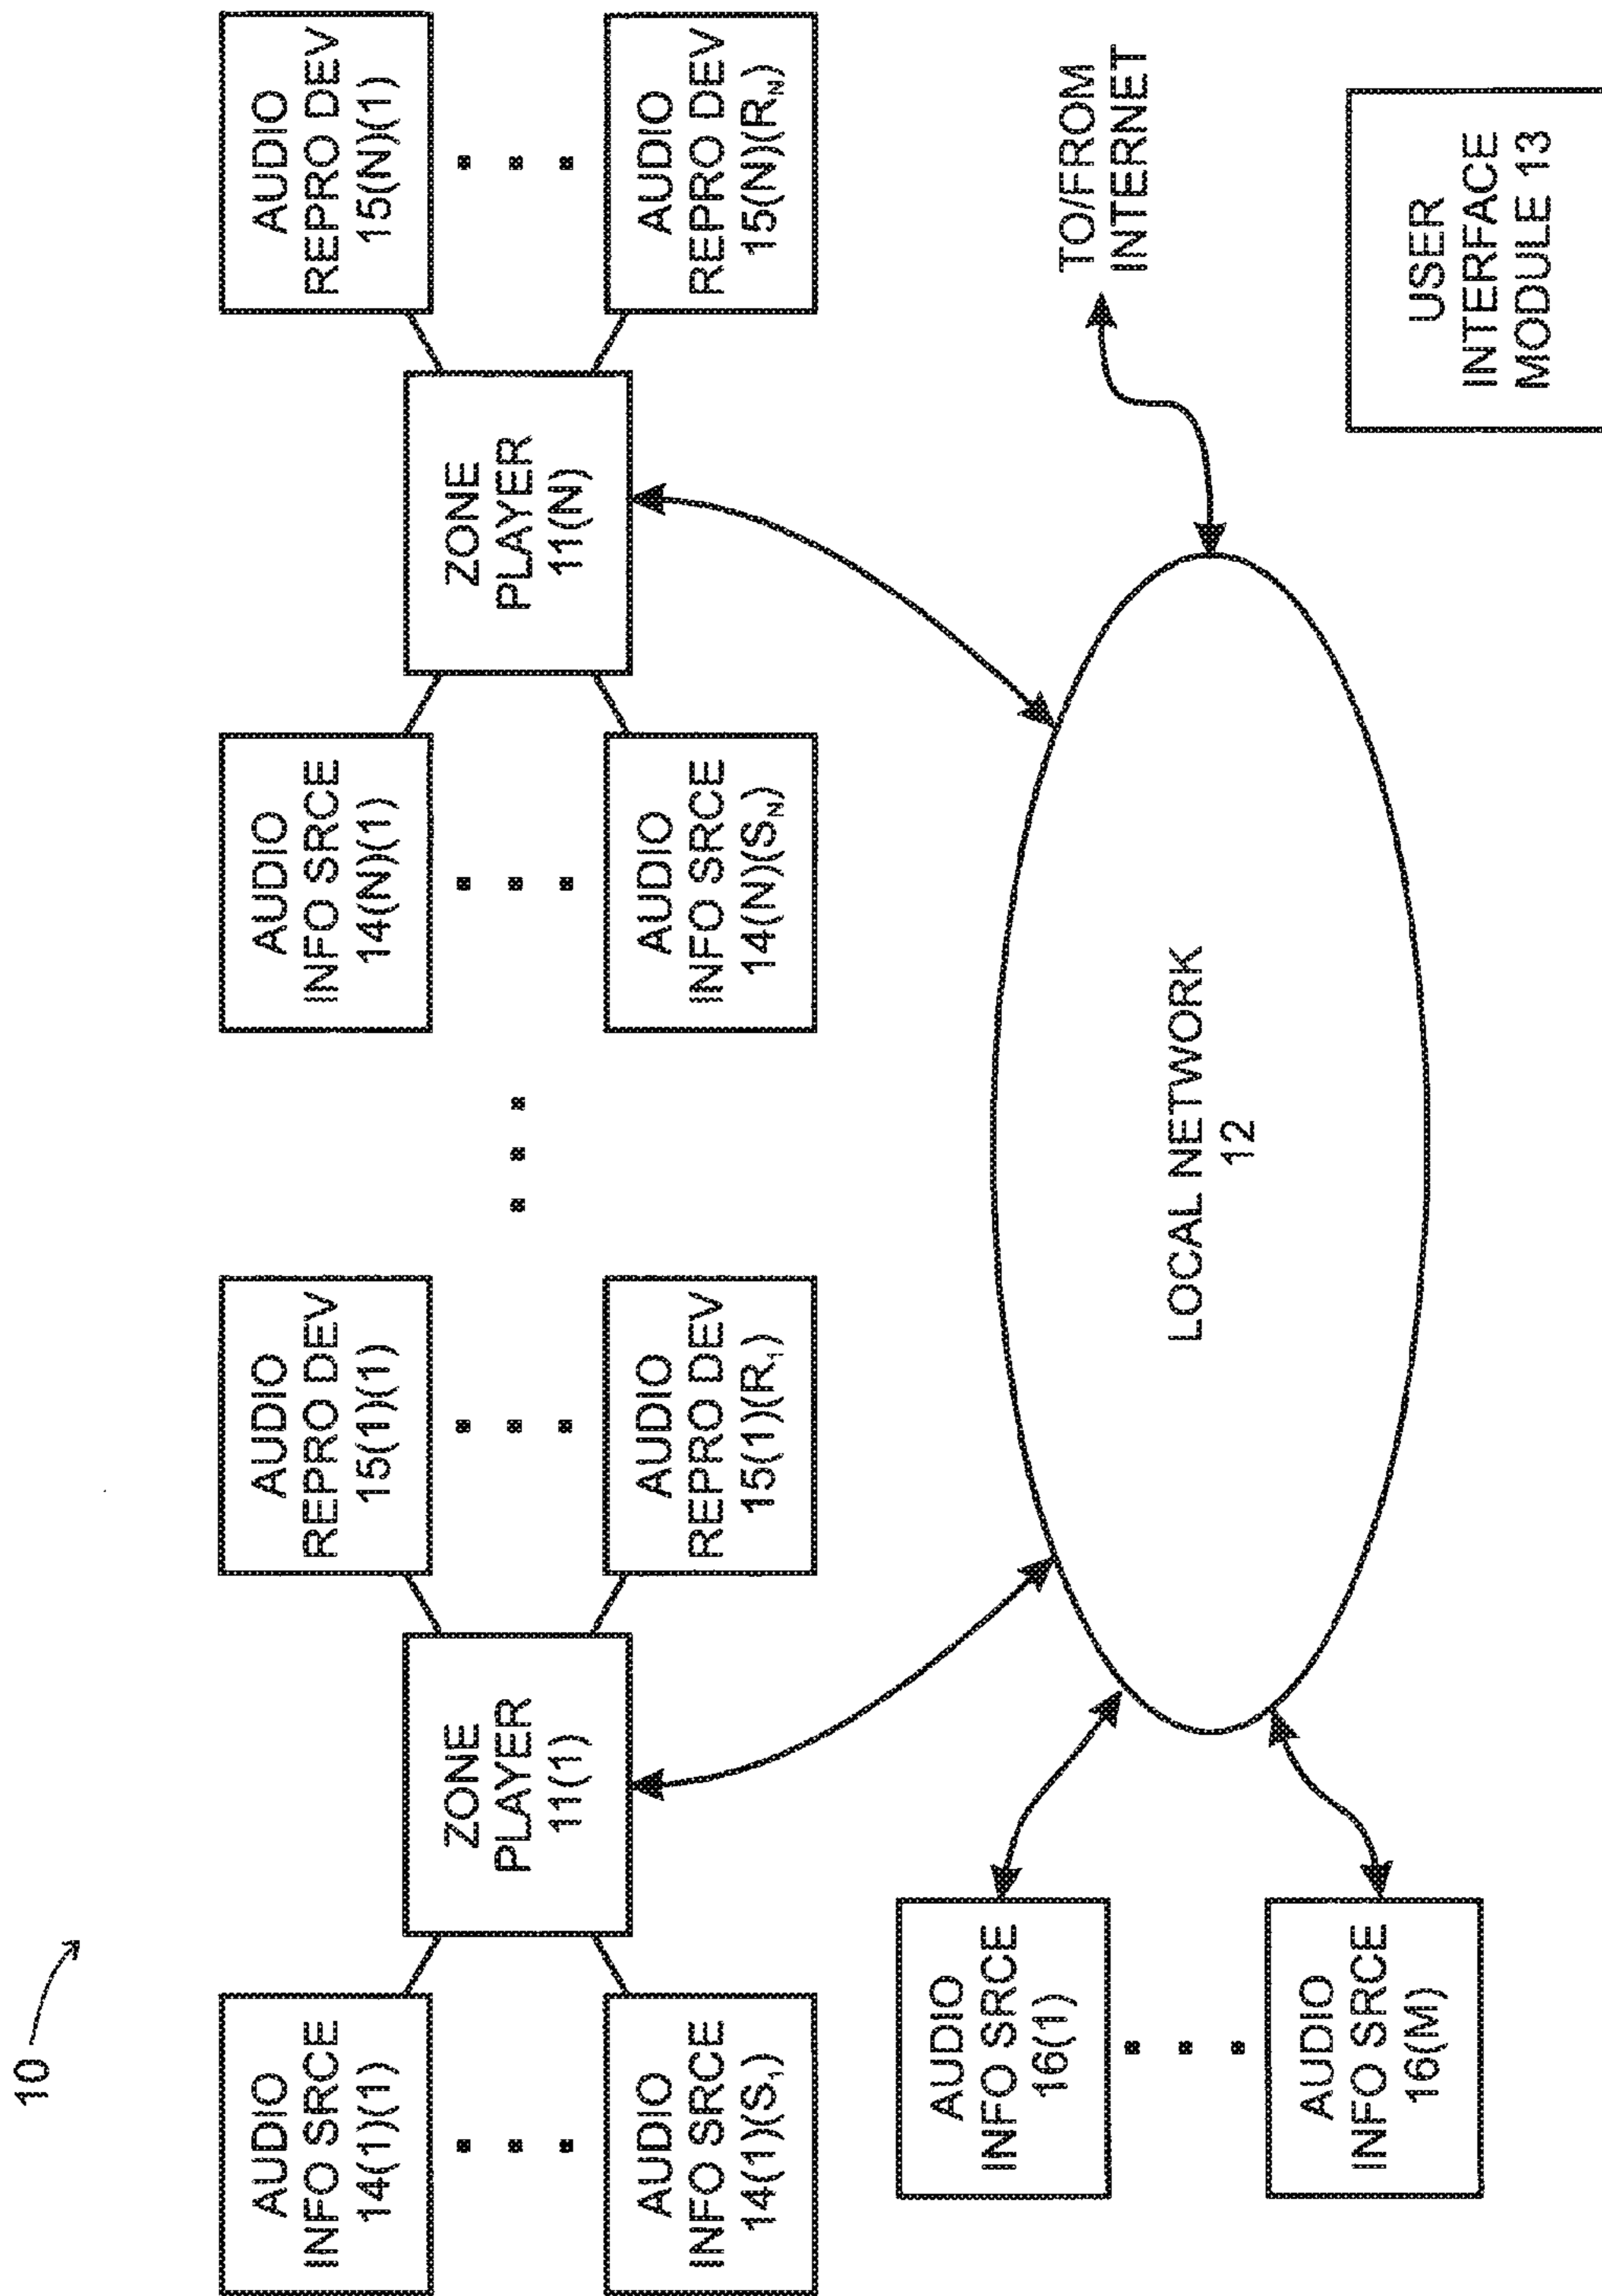 10
AUDIO
INFO SRCE
14(1)(1)
AUDIO
INFO SRCE
14(1)(S₁)
ZONE
PLAYER
11(1)
AUDIO
REPRO DEV
15(1)(1)
AUDIO
REPRO DEV
15(1)(R₁)
AUDIO
INFO SRCE
14(N)(1)
AUDIO
INFO SRCE
14(N)(S_N)
ZONE
PLAYER
11(N)
AUDIO
REPRO DEV
15(N)(1)
AUDIO
REPRO DEV
15(N)(R_N)
AUDIO
INFO SRCE
16(1)
AUDIO
INFO SRCE
16(M)
LOCAL NETWORK
12
TO/FROM
INTERNET
USER
INTERFACE
MODULE 13